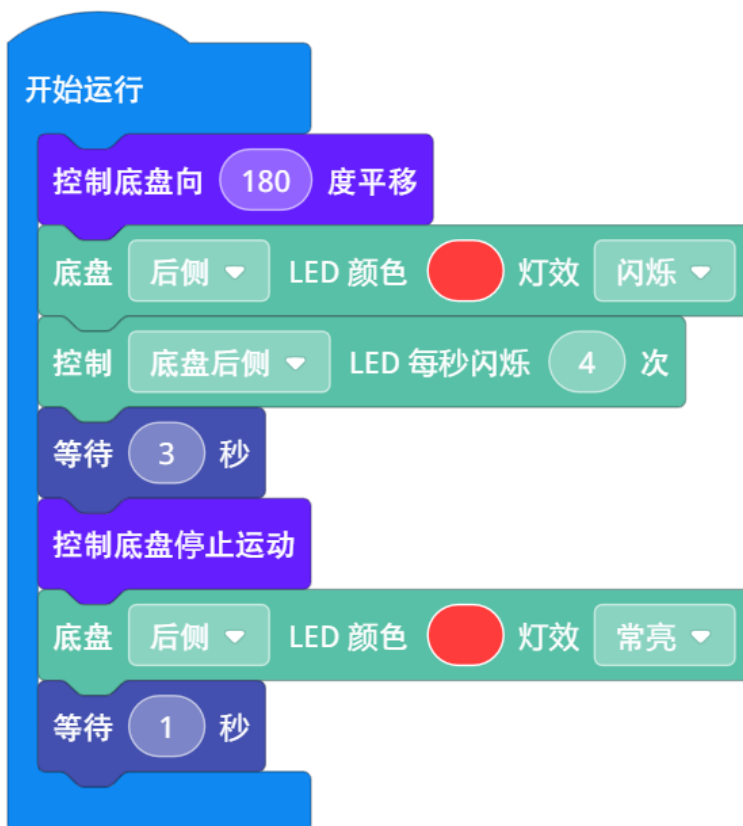 开始运行
控制底盘向 180 度平移
底盘 后侧 LED 颜色 灯效 闪烁
控制 底盘后侧 LED 每秒闪烁 4 次
等待 3 秒
控制底盘停止运动
底盘 后侧 LED 颜色 灯效 常亮
等待 1 秒